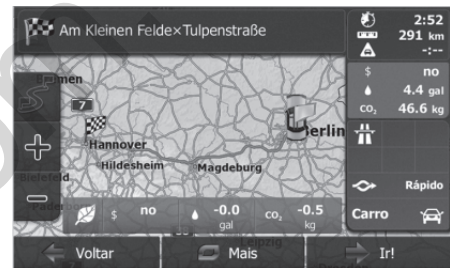 Am Kleinen Felde×Tulpenstraße
2:52
291 km
-:--
$ no
4.4 gal
CO₂ 46.6 kg
Bremen
7
Hannover
Berlin
Hildesheim
Magdeburg
Bielefeld
$ no
-0.0 gal
CO₂ -0.5 kg
Leipzig
Rápido
Carro
Voltar
Mais
Ir!